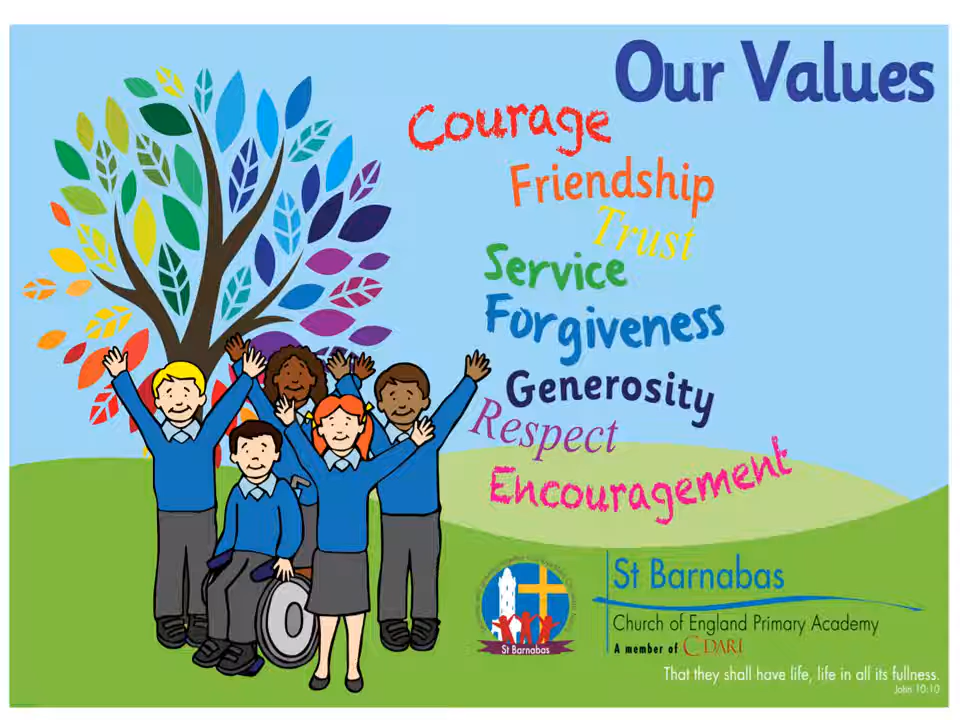 Our Values
Courage
Friendship
Trust
Service
Forgiveness
Generosity
Respect
Encouragement
St Barnabas
St Barnabas
Church of England Primary Academy
A member of CDARI
That they shall have life, life in all its fullness.
John 10:10